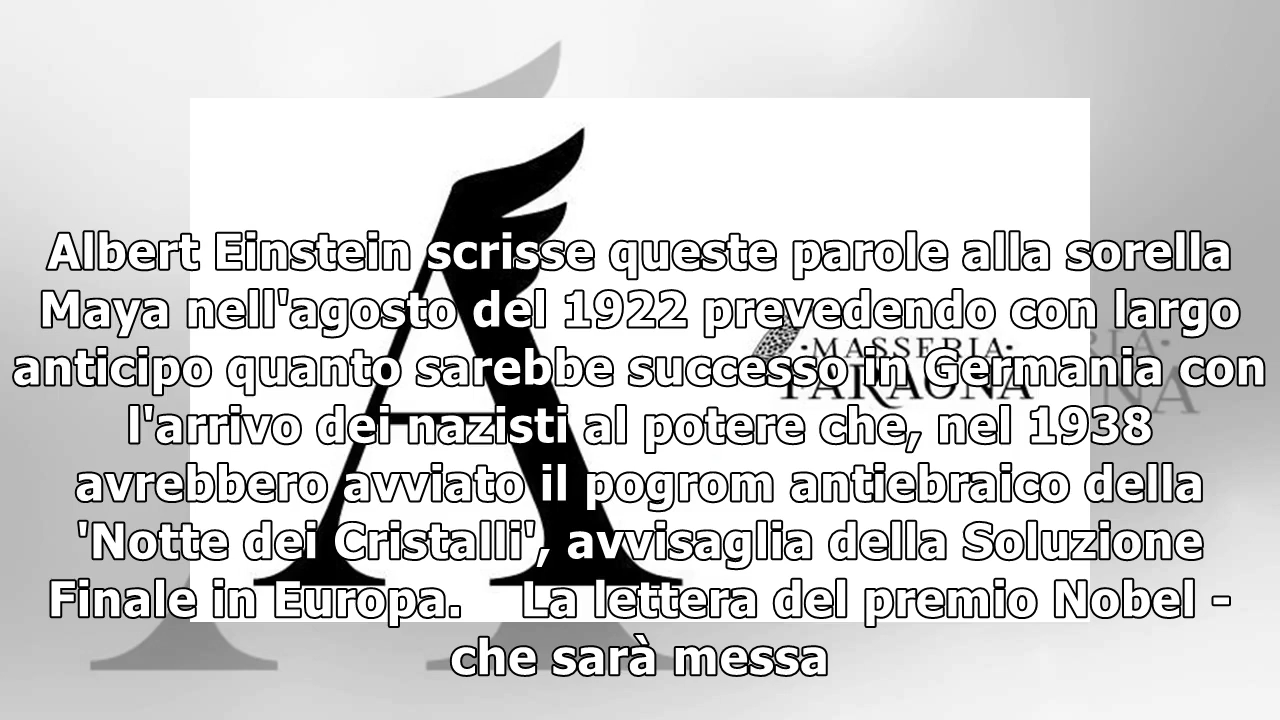 Albert Einstein scrisse queste parole alla sorella
Maya nell'agosto del 1922 prevedendo con largo
anticipo quanto sarebbe successo in Germania con
l'arrivo dei nazisti al potere che, nel 1938
avrebbero avviato il pogrom antiebraico della
'Notte dei Cristalli', avvisaglia della Soluzione
Finale in Europa. La lettera del premio Nobel -
che sarà messa
A
MASSERIA